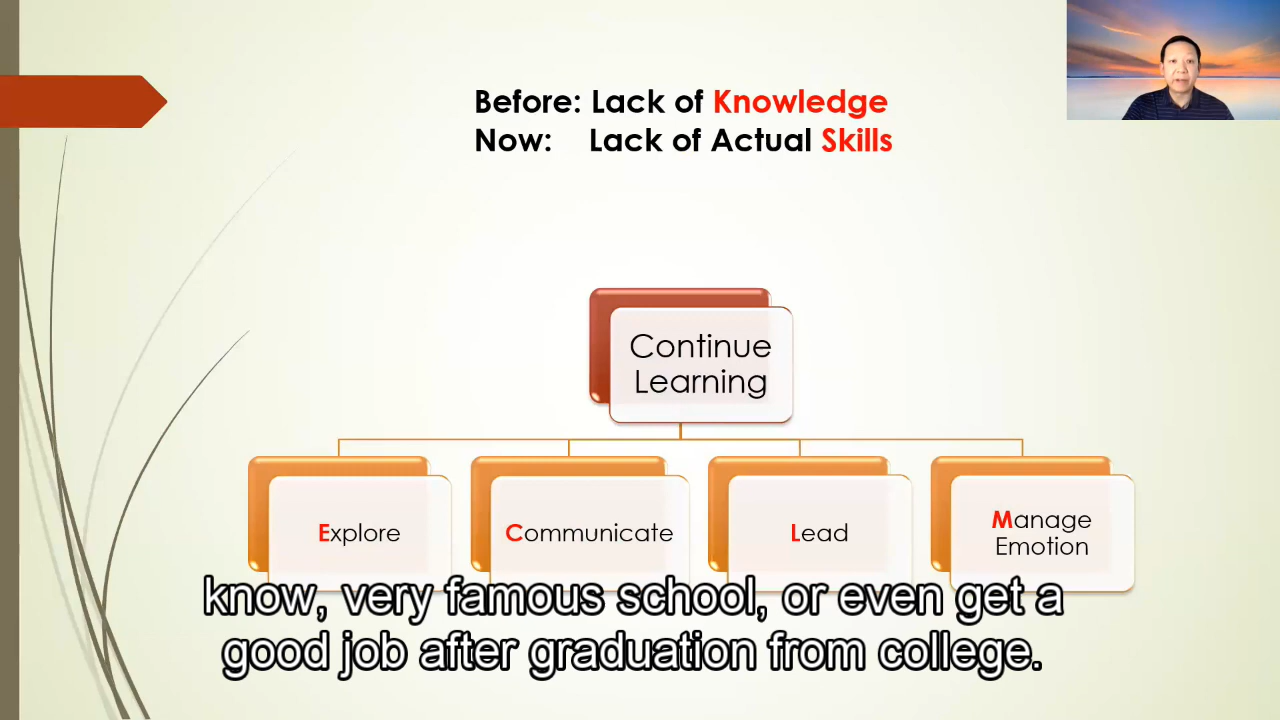 Before: Lack of Knowledge
Now: Lack of Actual Skills
Continue
Learning
Explore
Communicate
Lead
Manage
Emotion
know, very famous school, or even get a
good job after graduation from college.